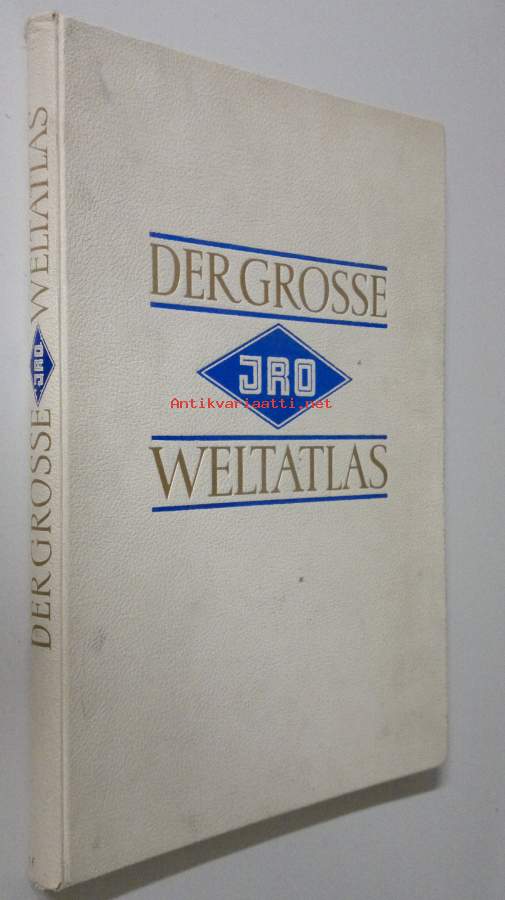 DER GROSSE
JRO
WELTATLAS
DER GROSSE JRO WELTATLAS
Antikvariaatti.net